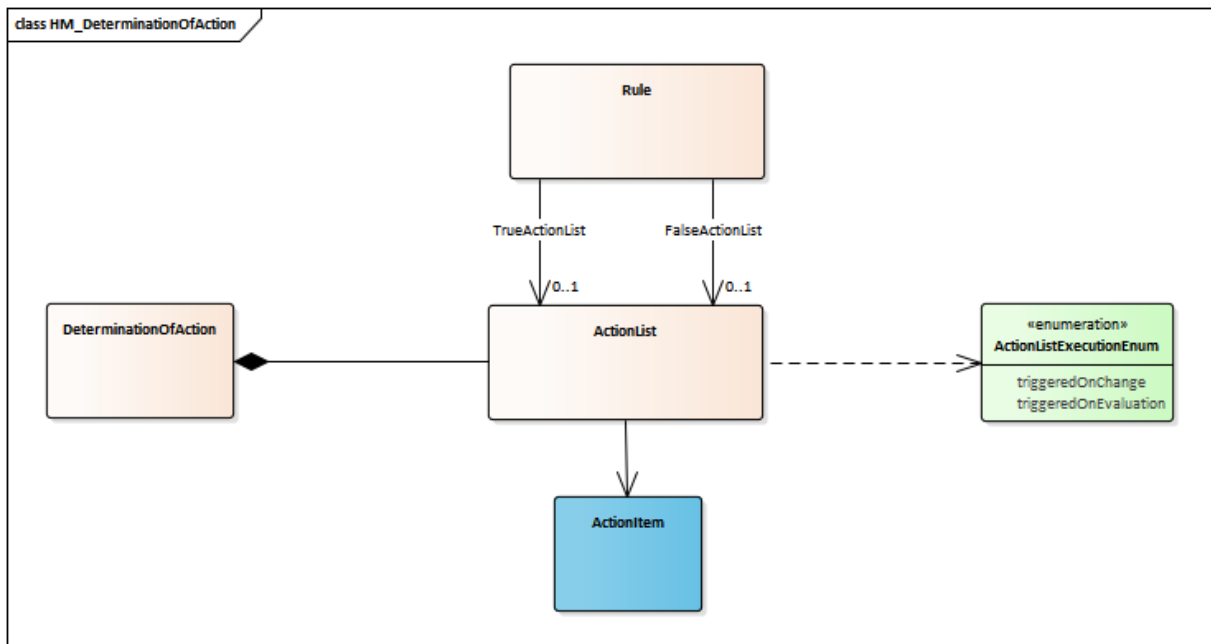 class HM_DeterminationOfAction
Rule
TrueActionList
FalseActionList
0..1
0..1
DeterminationOfAction
ActionList
«enumeration»
ActionListExecutionEnum
triggeredOnChange
triggeredOnEvaluation
ActionItem